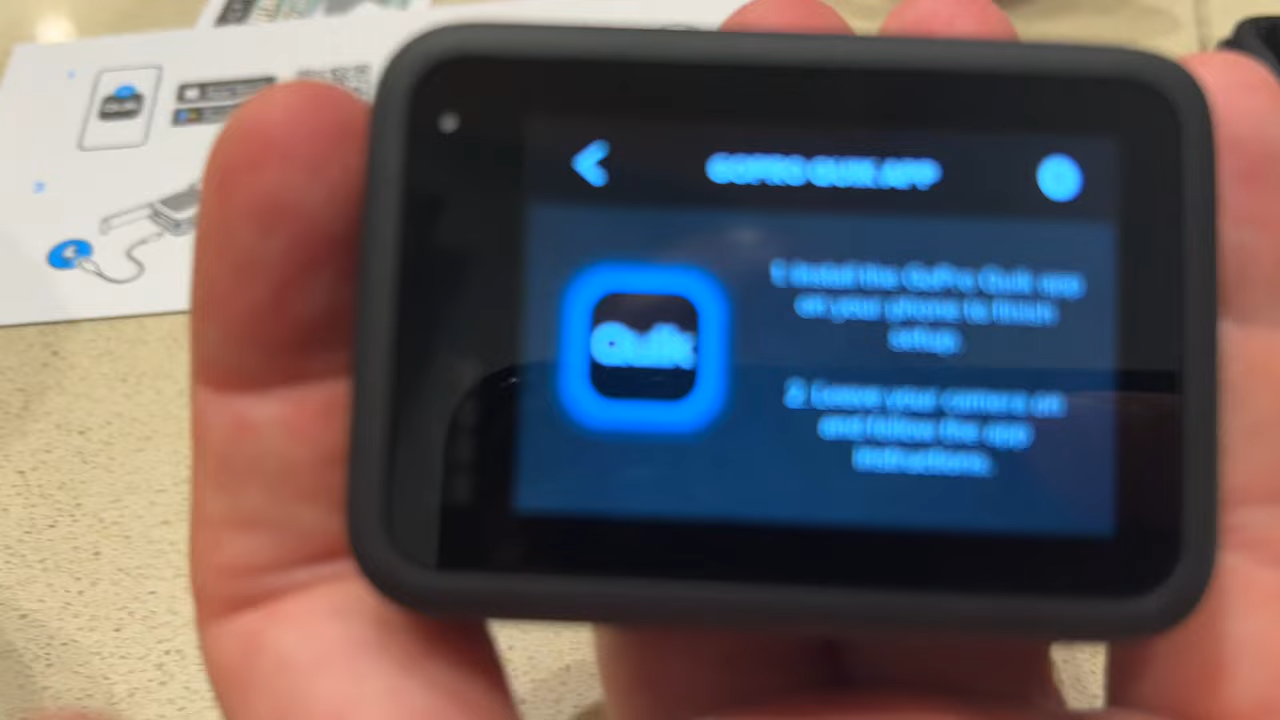 GOPRO QUIK APP
Quik
1. Install the GoPro Quik app
on your phone to finish
setup.
2. Leave your camera on
and follow the app
instructions.
Quik